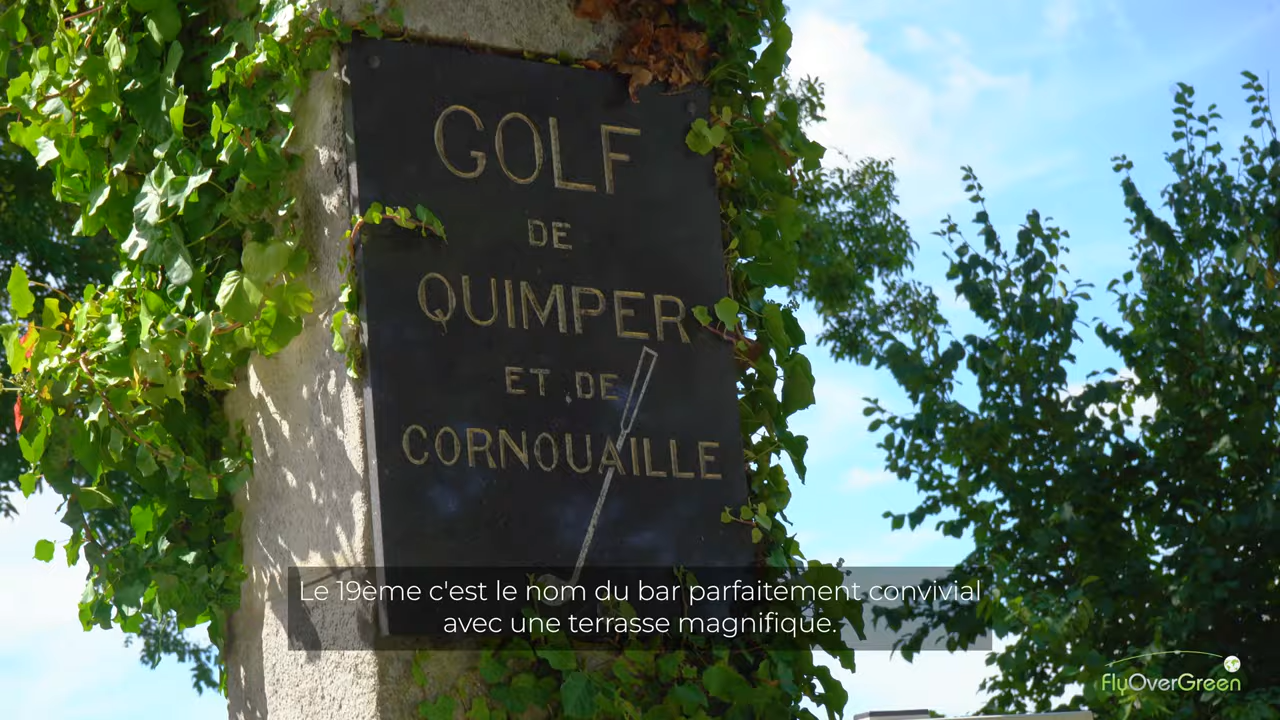 GOLF
DE
QUIMPER
ET DE
CORNOUAILLE
Le 19ème c'est le nom du bar parfaitement convivial
avec une terrasse magnifique.
FlyOverGreen